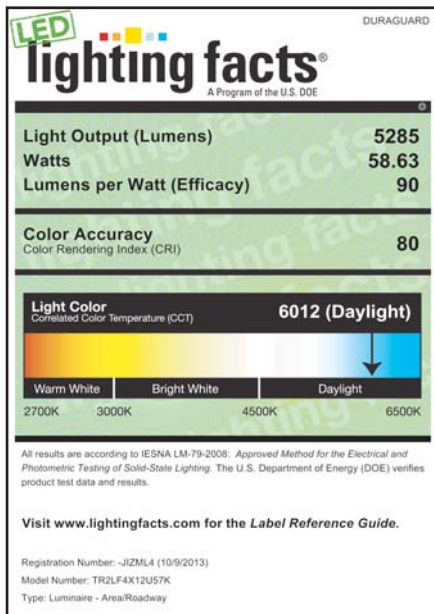 DURAGUARD
LED
lighting facts®
A Program of the U.S. DOE
Light Output (Lumens) 5285
Watts 58.63
Lumens per Watt (Efficacy) 90
Color Accuracy
Color Rendering Index (CRI) 80
Light Color
Correlated Color Temperature (CCT) 6012 (Daylight)
Warm White Bright White Daylight
2700K 3000K 4500K 6500K
All results are according to IESNA LM-79-2008: Approved Method for the Electrical and
Photometric Testing of Solid-State Lighting. The U.S. Department of Energy (DOE) verifies
product test data and results.
Visit www.lightingfacts.com for the Label Reference Guide.
Registration Number: -JIZML4 (10/9/2013)
Model Number: TR2LF4X12U57K
Type: Luminaire - Area/Roadway